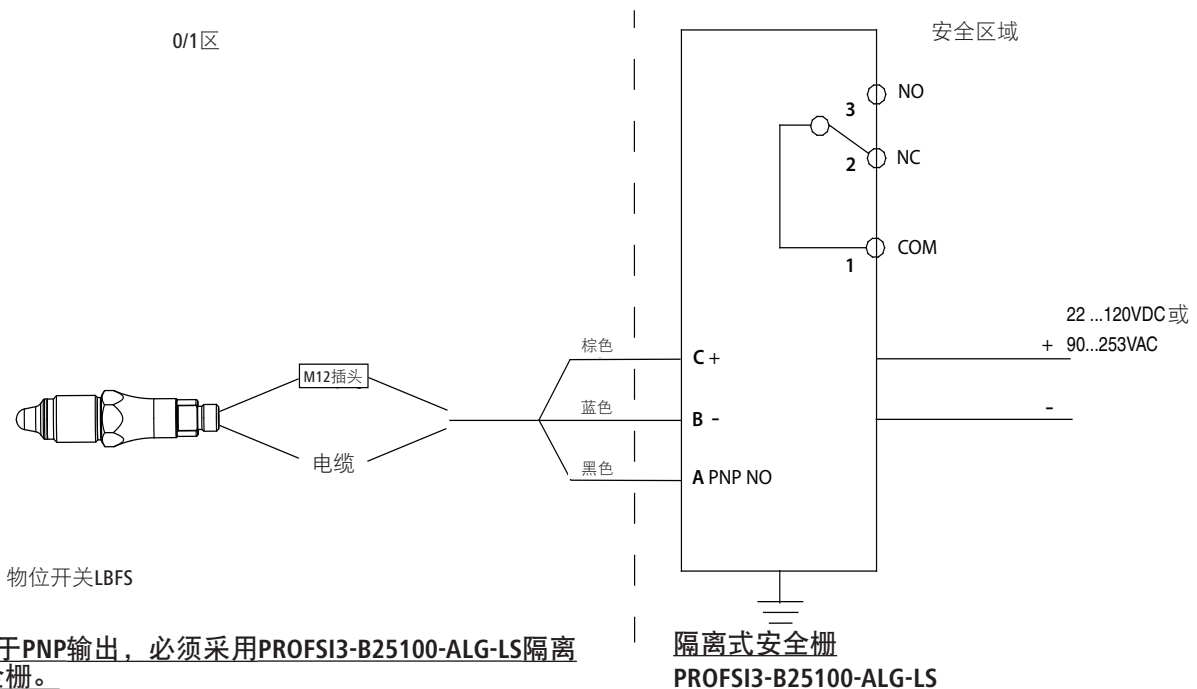 0/1区
安全区域
NO
3
2
NC
COM
1
22 ...120VDC或
+ 90...253VAC
棕色
C +
M12插头
蓝色
B -
-
电缆
黑色
A PNP NO
物位开关LBFS
于PNP输出，必须采用PROFSI3-B25100-ALG-LS隔离
全栅。
隔离式安全栅
PROFSI3-B25100-ALG-LS